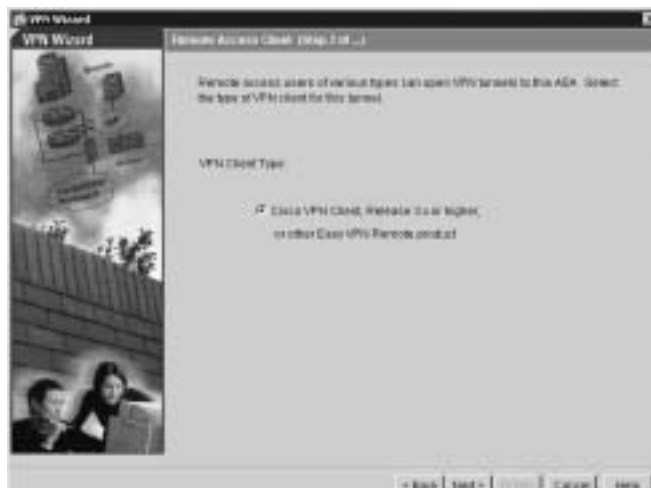 VPN Wizard
VPN Wizard
Remote Access Client (Step 2 of ...)
Remote access users of various types can open VPN tunnels to this ASA. Select
the type of VPN client for this tunnel.
VPN Client Type:
Cisco VPN Client, Release 3.x or higher,
or other Easy VPN Remote product
< Back
Next >
Cancel
Help